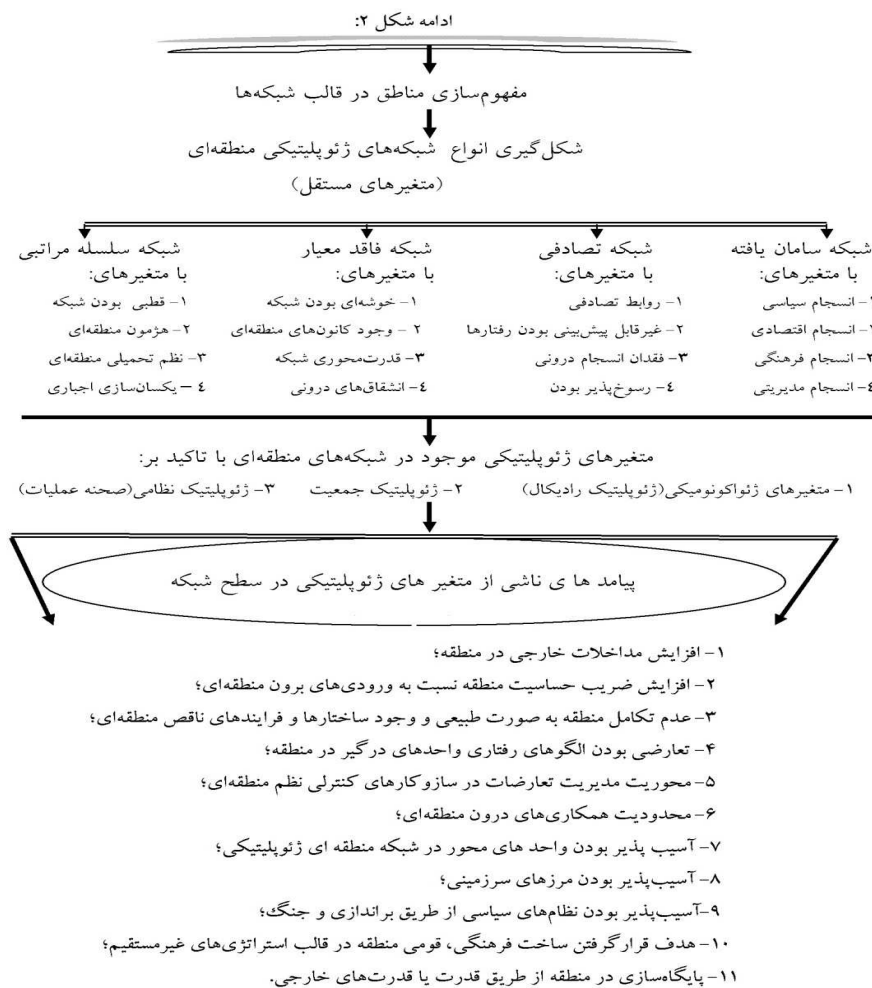 ادامه شکل ۲:
مفهوم‌سازی مناطق در قالب شبکه‌ها
شکل‌گیری انواع شبکه‌های ژئوپلیتیکی منطقه‌ای
(متغیرهای مستقل)
شبکه سامان یافته
با متغیرهای:
- انسجام سیاسی
- انسجام اقتصادی
- انسجام فرهنگی
٤- انسجام مدیریتی
شبکه تصادفی
با متغیرهای:
۱- روابط تصادفی
۲- غیرقابل پیش‌بینی بودن رفتارها
۳- فقدان انسجام درونی
٤- رسوخ‌پذیر بودن
شبکه فاقد معیار
با متغیرهای:
۱- خوشه‌ای بودن شبکه
۲ - وجود کانون‌های منطقه‌ای
۳- قدرت‌محوری شبکه
٤- انشقاق‌های درونی
شبکه سلسله مراتبی
با متغیرهای:
۱- قطبی بودن شبکه
۲- هژمون منطقه‌ای
۳- نظم تحمیلی منطقه‌ای
٤ – یکسان‌سازی اجباری
متغیرهای ژئوپلیتیکی موجود در شبکه‌های منطقه‌ای با تاکید بر:
۱- متغیرهای ژئواکونومیکی(ژئوپلیتیک رادیکال) ۲- ژئوپلیتیک جمعیت ۳- ژئوپلیتیک نظامی(صحنه عملیات)
پیامد ها ی ناشی از متغیر های ژئوپلیتیکی در سطح شبکه
۱- افزایش مداخلات خارجی در منطقه؛
۲- افزایش ضریب حساسیت منطقه نسبت به ورودی‌های برون منطقه‌ای؛
۳- عدم تکامل منطقه به صورت طبیعی و وجود ساختارها و فرایندهای ناقص منطقه‌ای؛
۴- تعارضی بودن الگوهای رفتاری واحدهای درگیر در منطقه؛
۵- محوریت مدیریت تعارضات در سازوکارهای کنترلی نظم منطقه‌ای؛
۶- محدودیت همکاری‌های درون منطقه‌ای؛
۷- آسیب پذیر بودن واحد های محور در شبکه منطقه ای ژئوپلیتیکی؛
۸- آسیب‌پذیر بودن مرزهای سرزمینی؛
۹-آسیب‌پذیر بودن نظام‌های سیاسی از طریق براندازی و جنگ؛
۱۰- هدف قرارگرفتن ساخت فرهنگی، قومی منطقه در قالب استراتژی‌های غیرمستقیم؛
۱۱- پایگاه‌سازی در منطقه از طریق قدرت یا قدرت‌های خارجی.